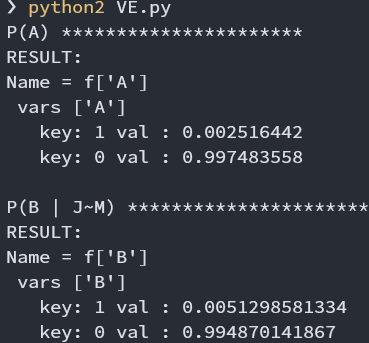 ❯ python2 VE.py
P(A) **********************
RESULT:
Name = f['A']
 vars ['A']
   key: 1 val : 0.002516442
   key: 0 val : 0.997483558

P(B | J~M) **********************
RESULT:
Name = f['B']
 vars ['B']
   key: 1 val : 0.0051298581334
   key: 0 val : 0.994870141867